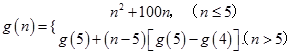 g(n) = { n² + 100n, (n ≤ 5)
g(5) + (n − 5)[g(5) − g(4)].(n > 5)